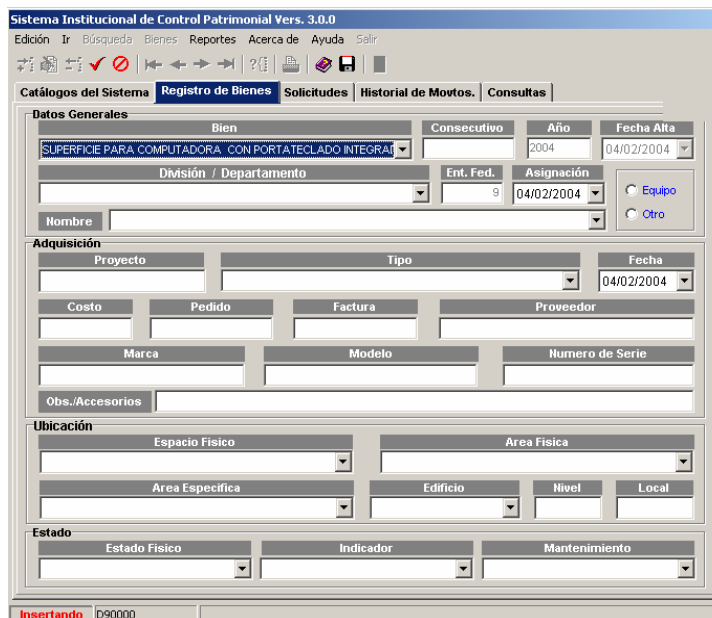 Sistema Institucional de Control Patrimonial Vers. 3.0.0
Edición Ir Búsqueda Bienes Reportes Acerca de Ayuda Salir
Catálogos del Sistema Registro de Bienes Solicitudes Historial de Movtos. Consultas
Datos Generales
Bien Consecutivo Año Fecha Alta
SUPERFICIE PARA COMPUTADORA CON PORTATECLADO INTEGRAD 2004 04/02/2004
División / Departamento Ent. Fed. Asignación
9 04/02/2004 Equipo
Otro
Nombre
Adquisición
Proyecto Tipo Fecha
04/02/2004
Costo Pedido Factura Proveedor
Marca Modelo Numero de Serie
Obs./Accesorios
Ubicación
Espacio Fisico Area Fisica
Area Especifica Edificio Nivel Local
Estado
Estado Fisico Indicador Mantenimiento
Insertando D90000